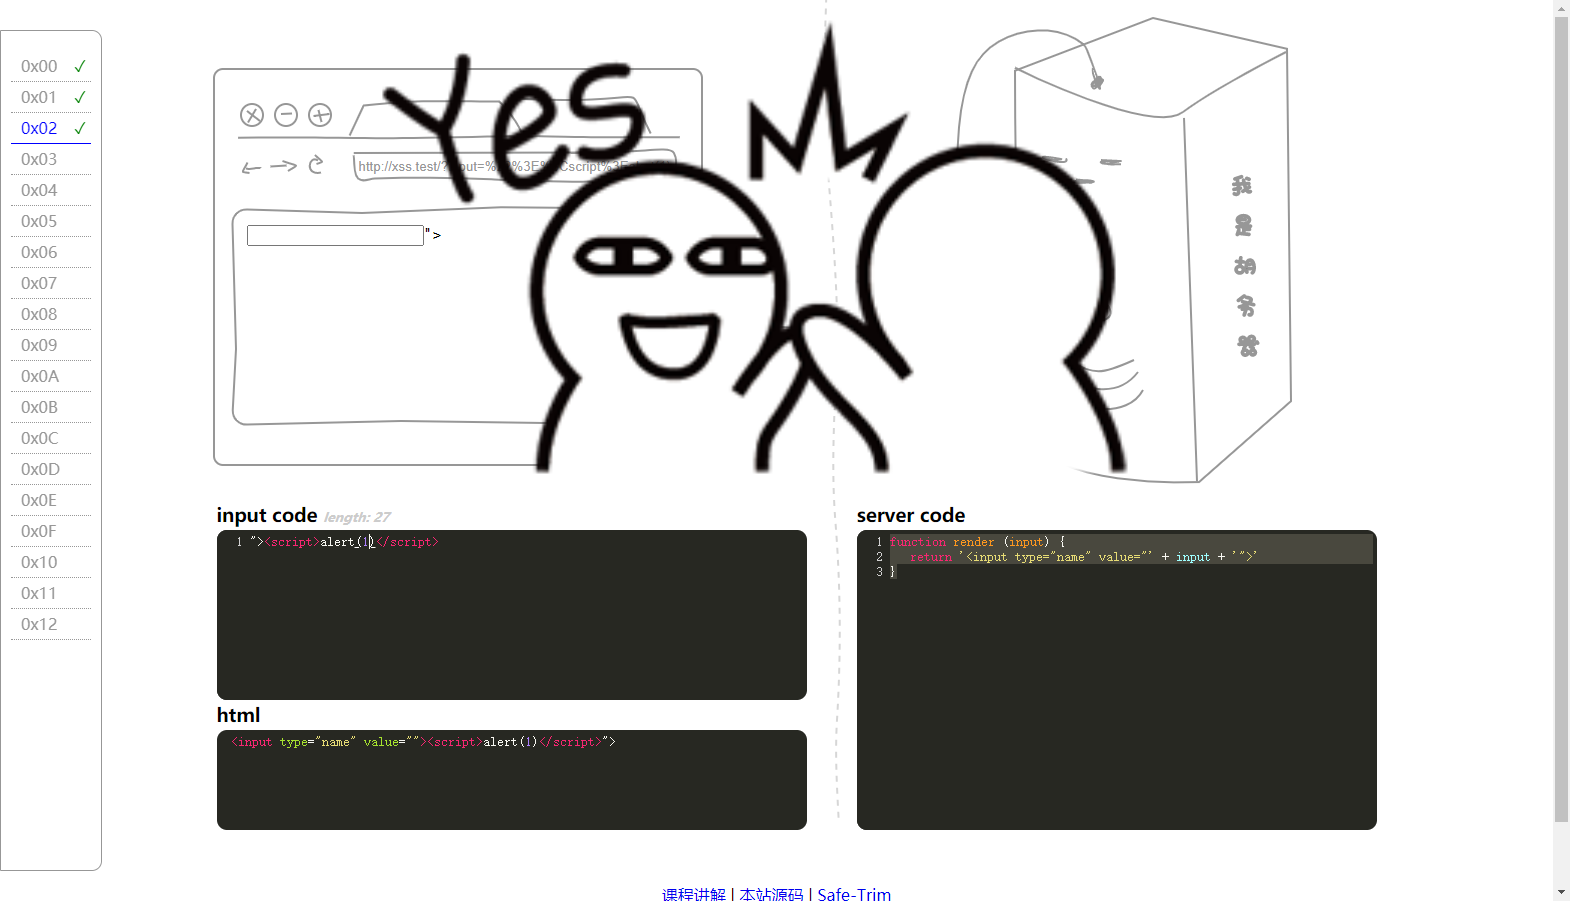 0x00 ✓
0x01 ✓
0x02 ✓
0x03
0x04
0x05
0x06
0x07
0x08
0x09
0x0A
0x0B
0x0C
0x0D
0x0E
0x0F
0x10
0x11
0x12
Yes
">
我是胡务器
input code length: 27
1 "><script>alert(1)</script>
html
<input type="name" value=""><script>alert(1)</script>">
server code
1 function render (input) {
2 return '<input type="name" value="' + input + '">'
3 }
课程讲解 | 本站源码 | Safe-Trim